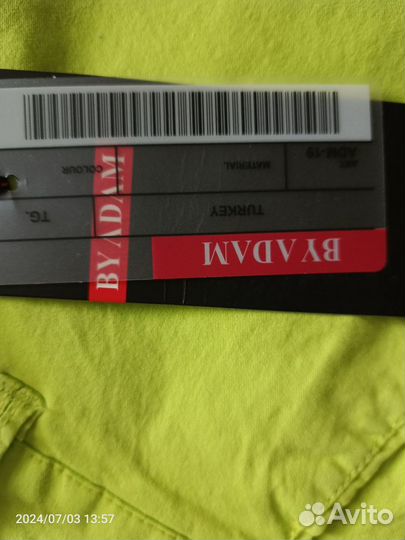 BY ADAM
TG.
TURKEY
COLOUR
MATERIAL
ART.
ADM-19
BY ADAM
2024/07/03 13:57
Avito